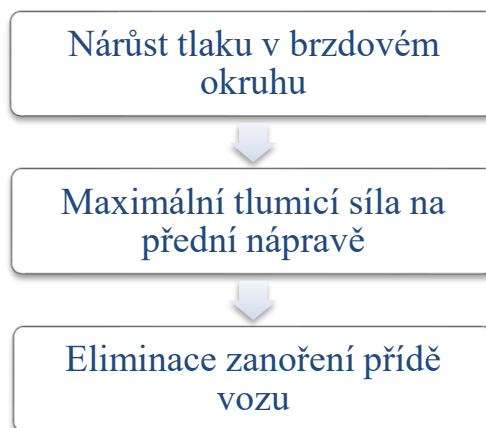 Nárůst tlaku v brzdovém
okruhu
Maximální tlumicí síla na
přední nápravě
Eliminace zanoření přídě
vozu